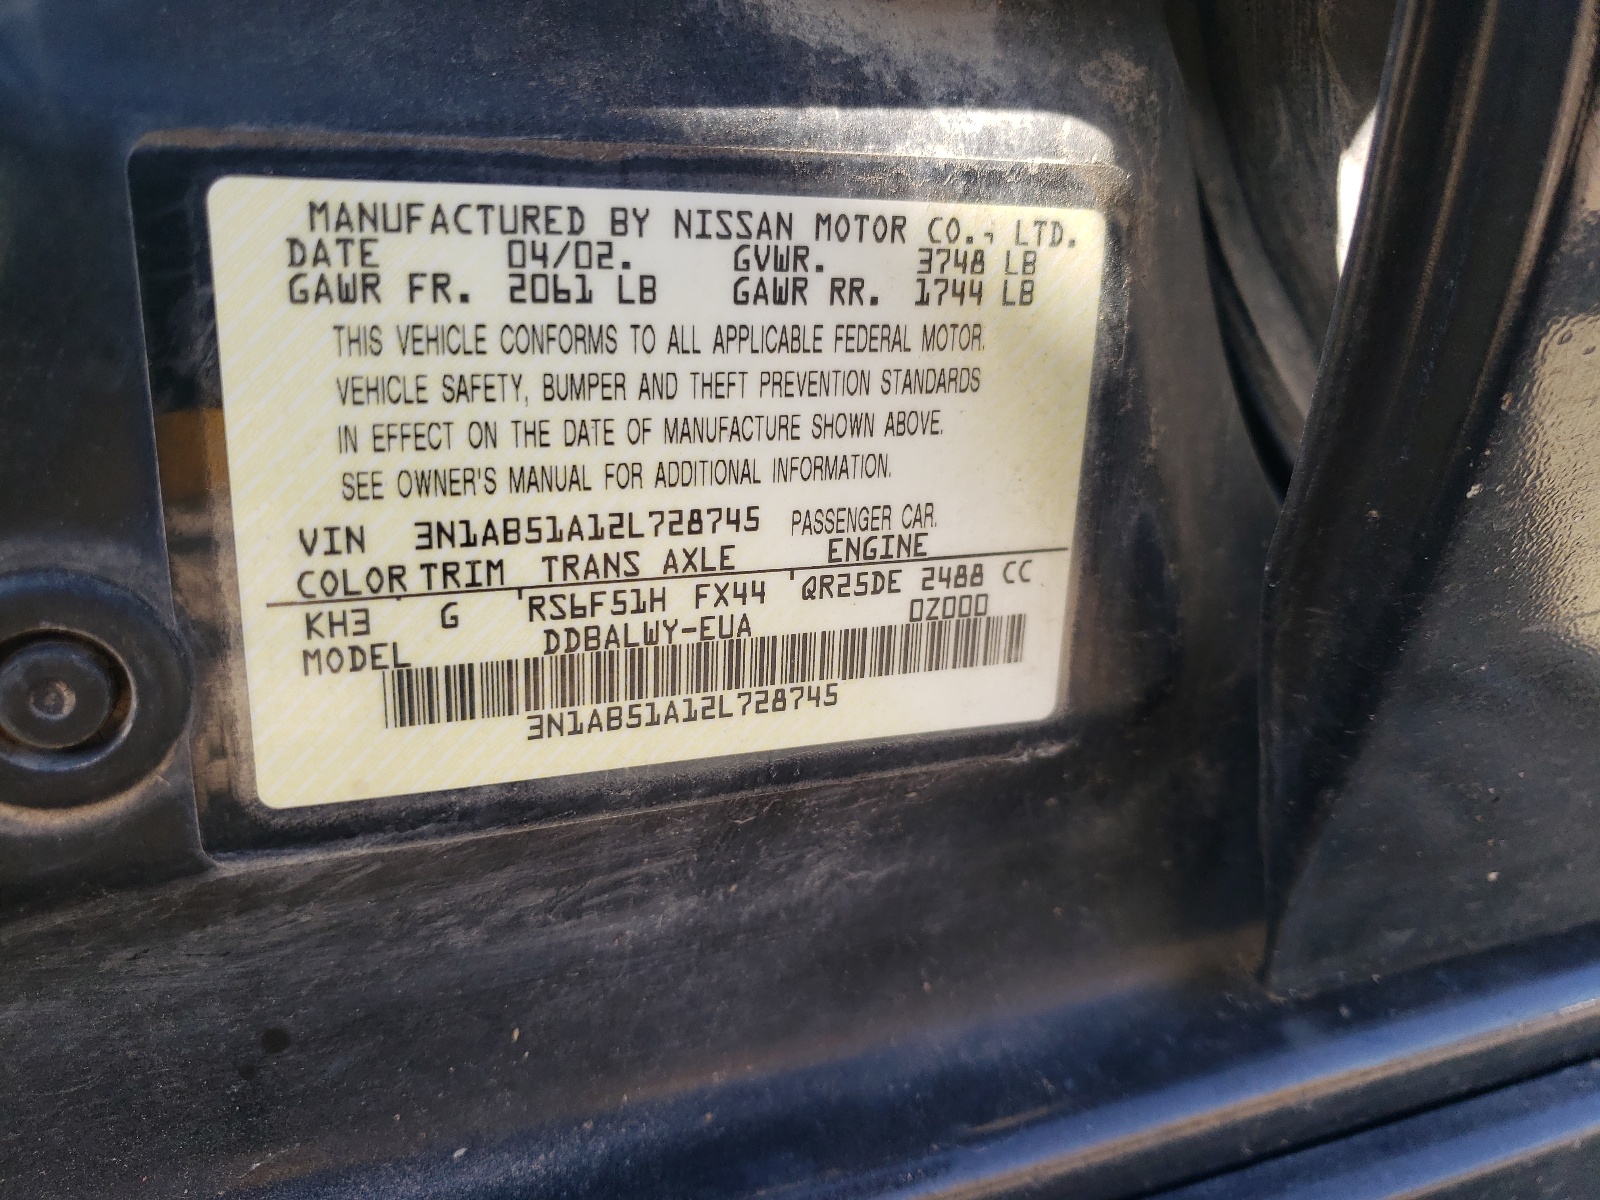 MANUFACTURED BY NISSAN MOTOR CO., LTD.
DATE 04/02. GVWR. 3748 LB
GAWR FR. 2061 LB GAWR RR. 1744 LB
THIS VEHICLE CONFORMS TO ALL APPLICABLE FEDERAL MOTOR
VEHICLE SAFETY, BUMPER AND THEFT PREVENTION STANDARDS
IN EFFECT ON THE DATE OF MANUFACTURE SHOWN ABOVE.
SEE OWNER'S MANUAL FOR ADDITIONAL INFORMATION.
VIN 3N1AB51A12L728745 PASSENGER CAR.
COLOR TRIM TRANS AXLE ENGINE
KH3 G RS6F51H FX44 QR25DE 2488 CC
MODEL DDBALWY-EUA 0Z000
3N1AB51A12L728745